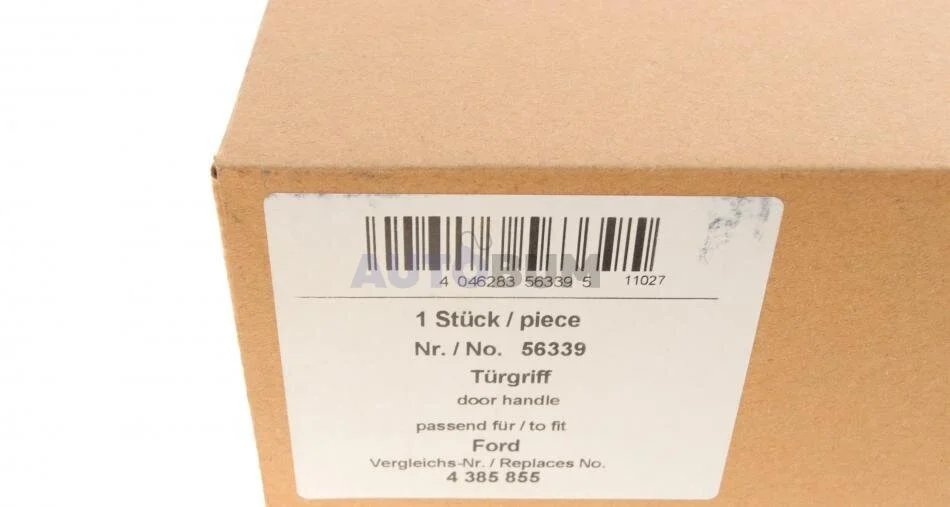 AUTOBUM
4 046283 56339 5 11027
1 Stück / piece
Nr. / No. 56339
Türgriff
door handle
passend für / to fit
Ford
Vergleichs-Nr. / Replaces No.
4 385 855